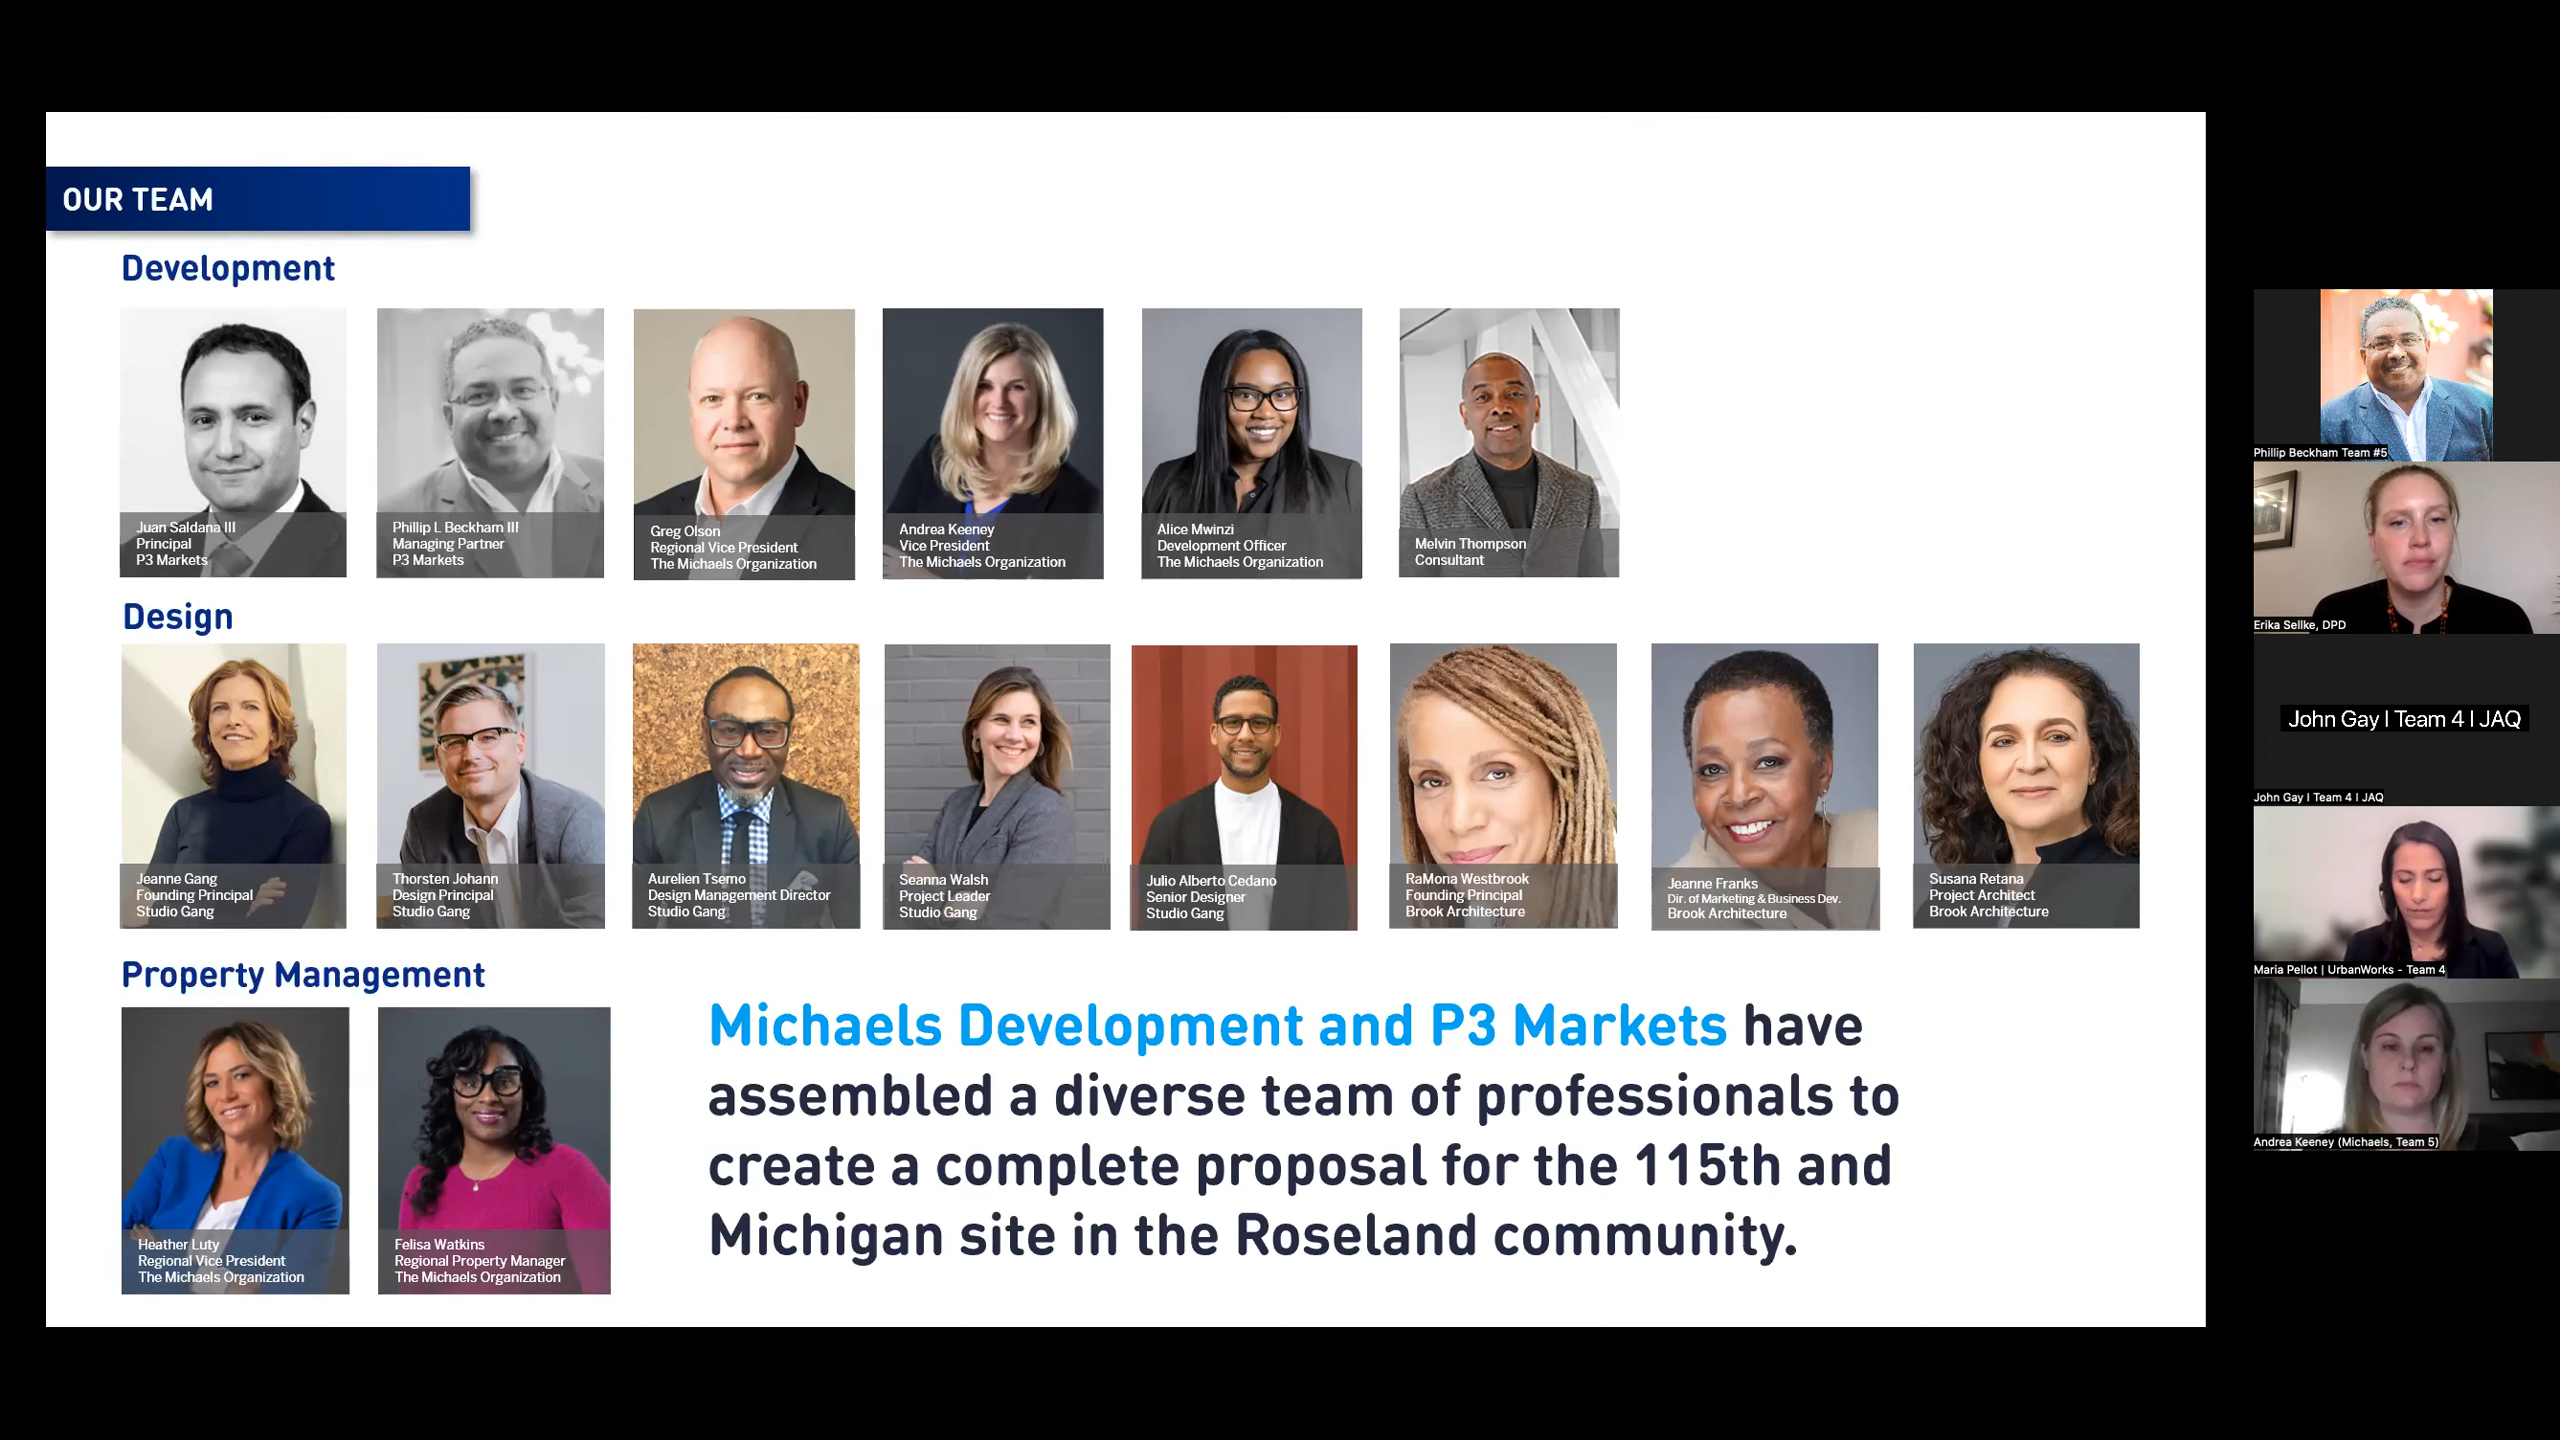 OUR TEAM
Development
Juan Saldana III
Principal
P3 Markets
Phillip L Beckham III
Managing Partner
P3 Markets
Greg Olson
Regional Vice President
The Michaels Organization
Andrea Keeney
Vice President
The Michaels Organization
Alice Mwinzi
Development Officer
The Michaels Organization
Melvin Thompson
Consultant
Design
Jeanne Gang
Founding Principal
Studio Gang
Thorsten Johann
Design Principal
Studio Gang
Aurelien Tsemo
Design Management Director
Studio Gang
Seanna Walsh
Project Leader
Studio Gang
Julio Alberto Cedano
Senior Designer
Studio Gang
RaMona Westbrook
Founding Principal
Brook Architecture
Jeanne Franks
Dir. of Marketing & Business Dev.
Brook Architecture
Susana Retana
Project Architect
Brook Architecture
Property Management
Heather Luty
Regional Vice President
The Michaels Organization
Felisa Watkins
Regional Property Manager
The Michaels Organization
Michaels Development and P3 Markets have
assembled a diverse team of professionals to
create a complete proposal for the 115th and
Michigan site in the Roseland community.
Phillip Beckham Team #5
Erika Sellke, DPD
John Gay | Team 4 | JAQ
John Gay | Team 4 | JAQ
Maria Pellot | UrbanWorks - Team 4
Andrea Keeney (Michaels, Team 5)